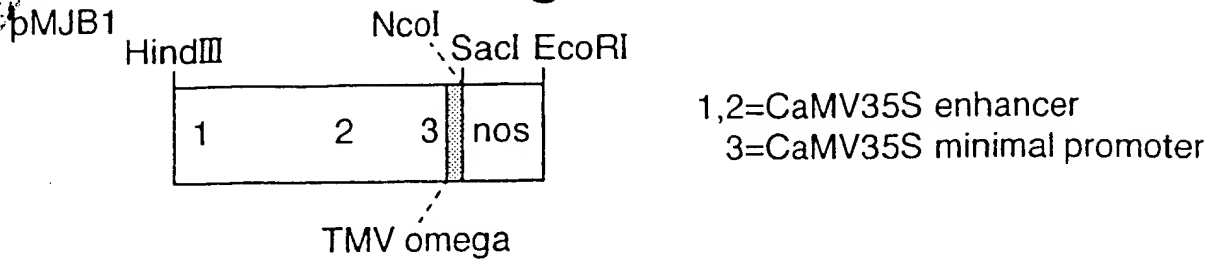 pMJB1
HindⅢ
NcoI
SacI EcoRI
1 2 3 nos
TMV omega
1,2=CaMV35S enhancer
3=CaMV35S minimal promoter